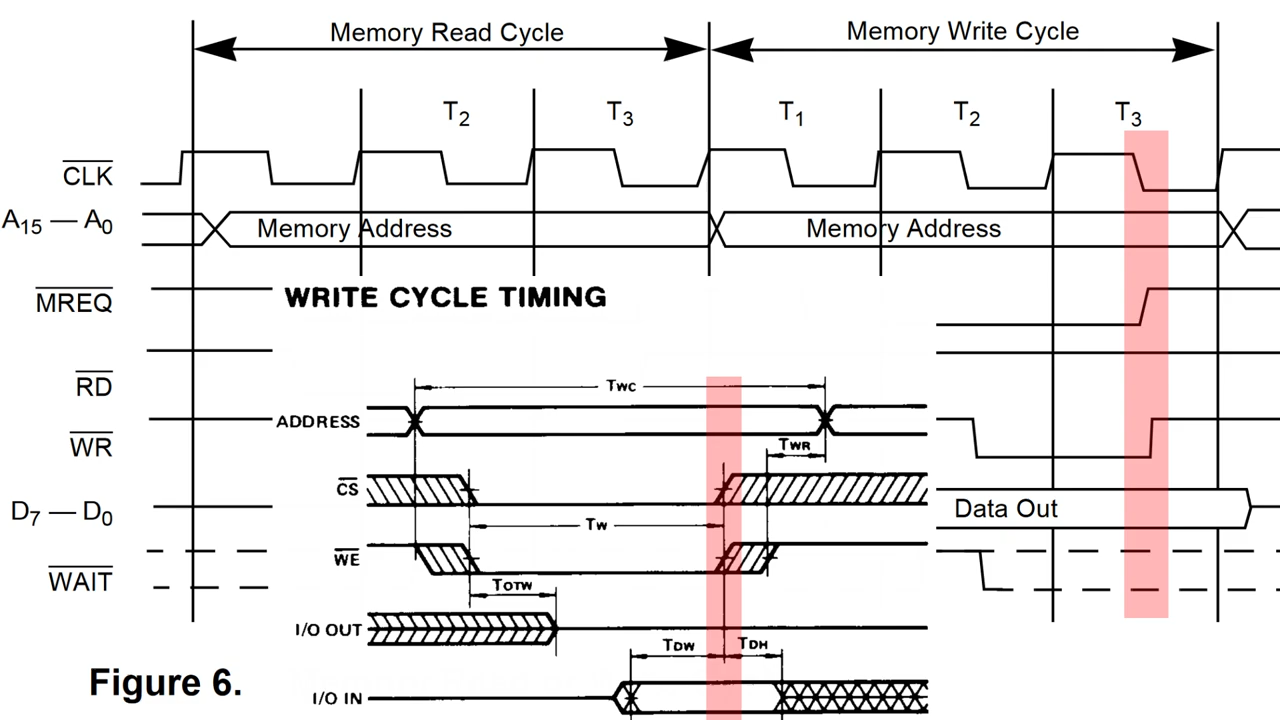 Memory Read Cycle
Memory Write Cycle
T2
T3
T1
T2
T3
CLK
A15 — A0
Memory Address
Memory Address
MREQ
WRITE CYCLE TIMING
RD
TWC
ADDRESS
WR
TWR
CS
D7 — D0
Data Out
TW
WE
WAIT
TOTW
I/O OUT
TDW
TDH
Figure 6.
I/O IN